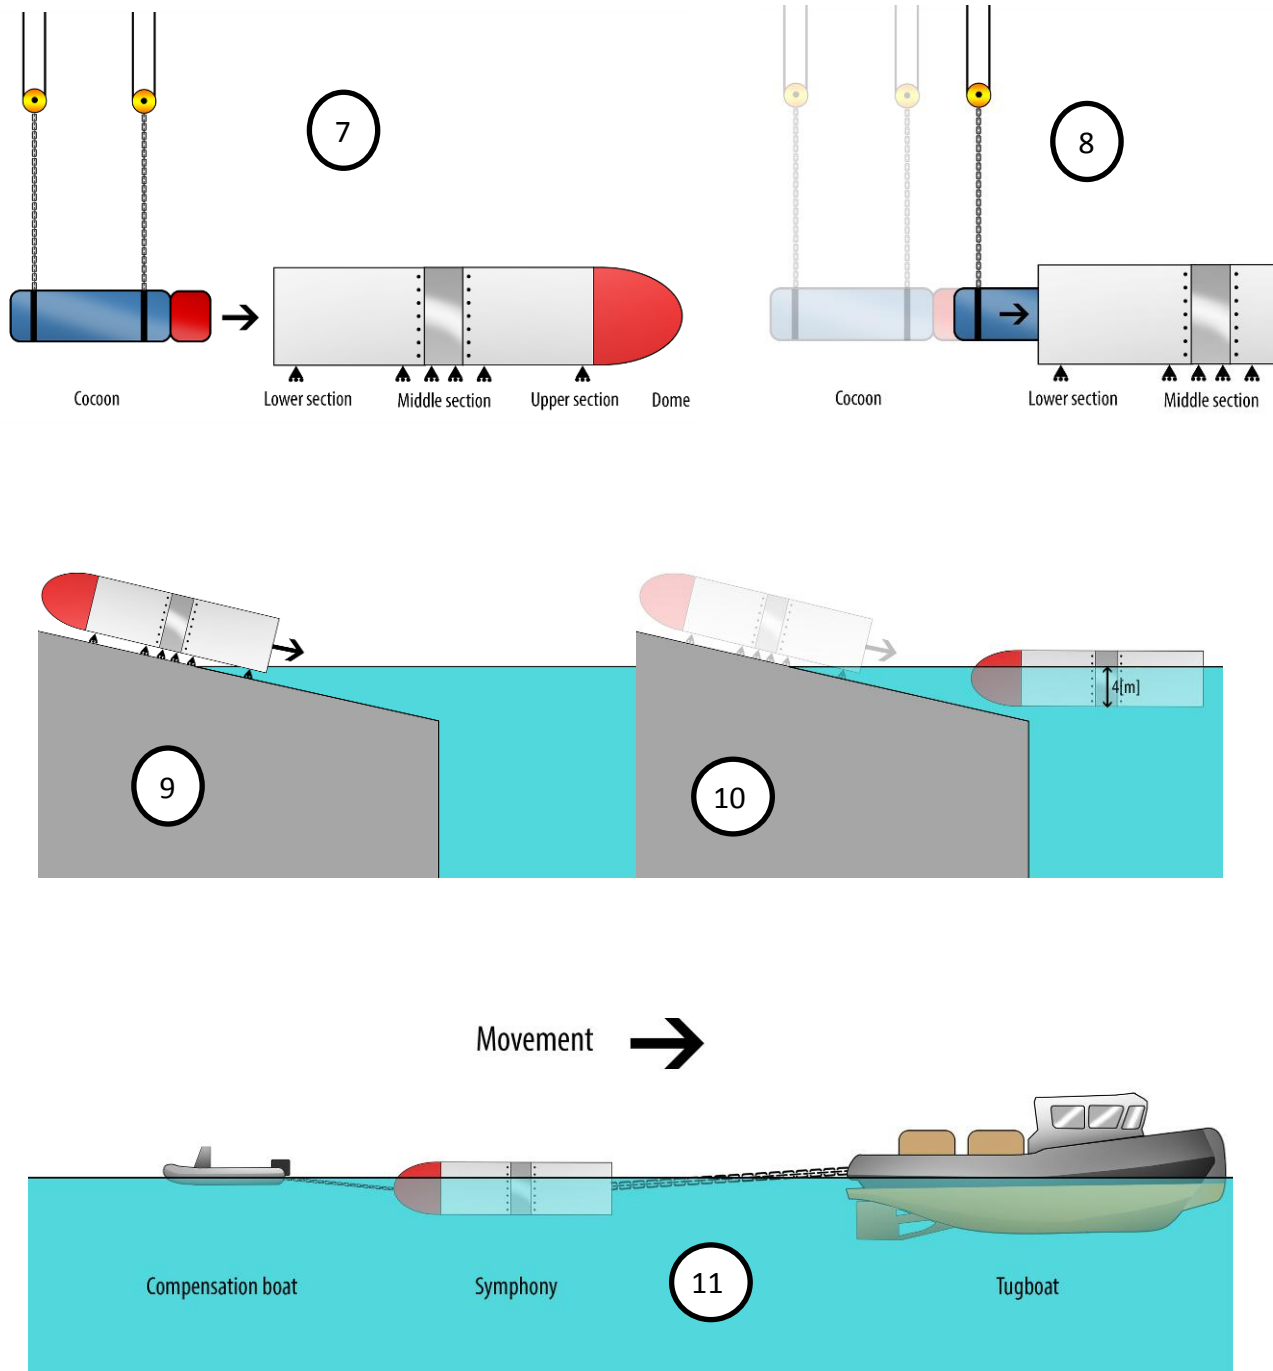 7
8
Cocoon
Lower section
Middle section
Upper section
Dome
Cocoon
Lower section
Middle section
4[m]
9
10
Movement
Compensation boat
Symphony
11
Tugboat